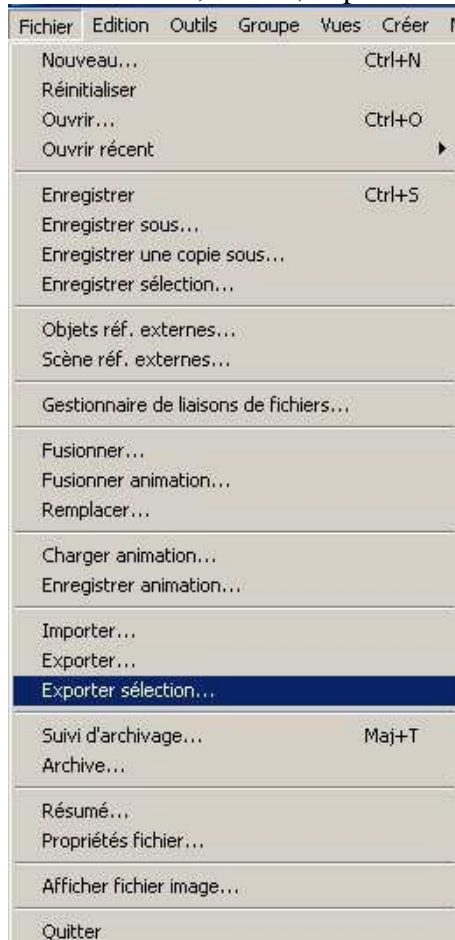 Fichier Edition Outils Groupe Vues Créer
Nouveau... Ctrl+N
Réinitialiser
Ouvrir... Ctrl+O
Ouvrir récent
Enregistrer Ctrl+S
Enregistrer sous...
Enregistrer une copie sous...
Enregistrer sélection...
Objets réf. externes...
Scène réf. externes...
Gestionnaire de liaisons de fichiers...
Fusionner...
Fusionner animation...
Remplacer...
Charger animation...
Enregistrer animation...
Importer...
Exporter...
Exporter sélection...
Suivi d'archivage... Maj+T
Archive...
Résumé...
Propriétés fichier...
Afficher fichier image...
Quitter